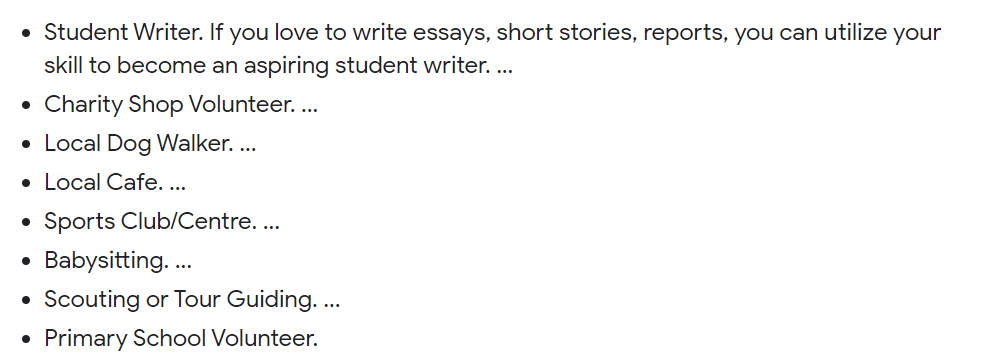 • Student Writer. If you love to write essays, short stories, reports, you can utilize your
skill to become an aspiring student writer. ...
• Charity Shop Volunteer. ...
• Local Dog Walker. ...
• Local Cafe. ...
• Sports Club/Centre. ...
• Babysitting. ...
• Scouting or Tour Guiding. ...
• Primary School Volunteer.